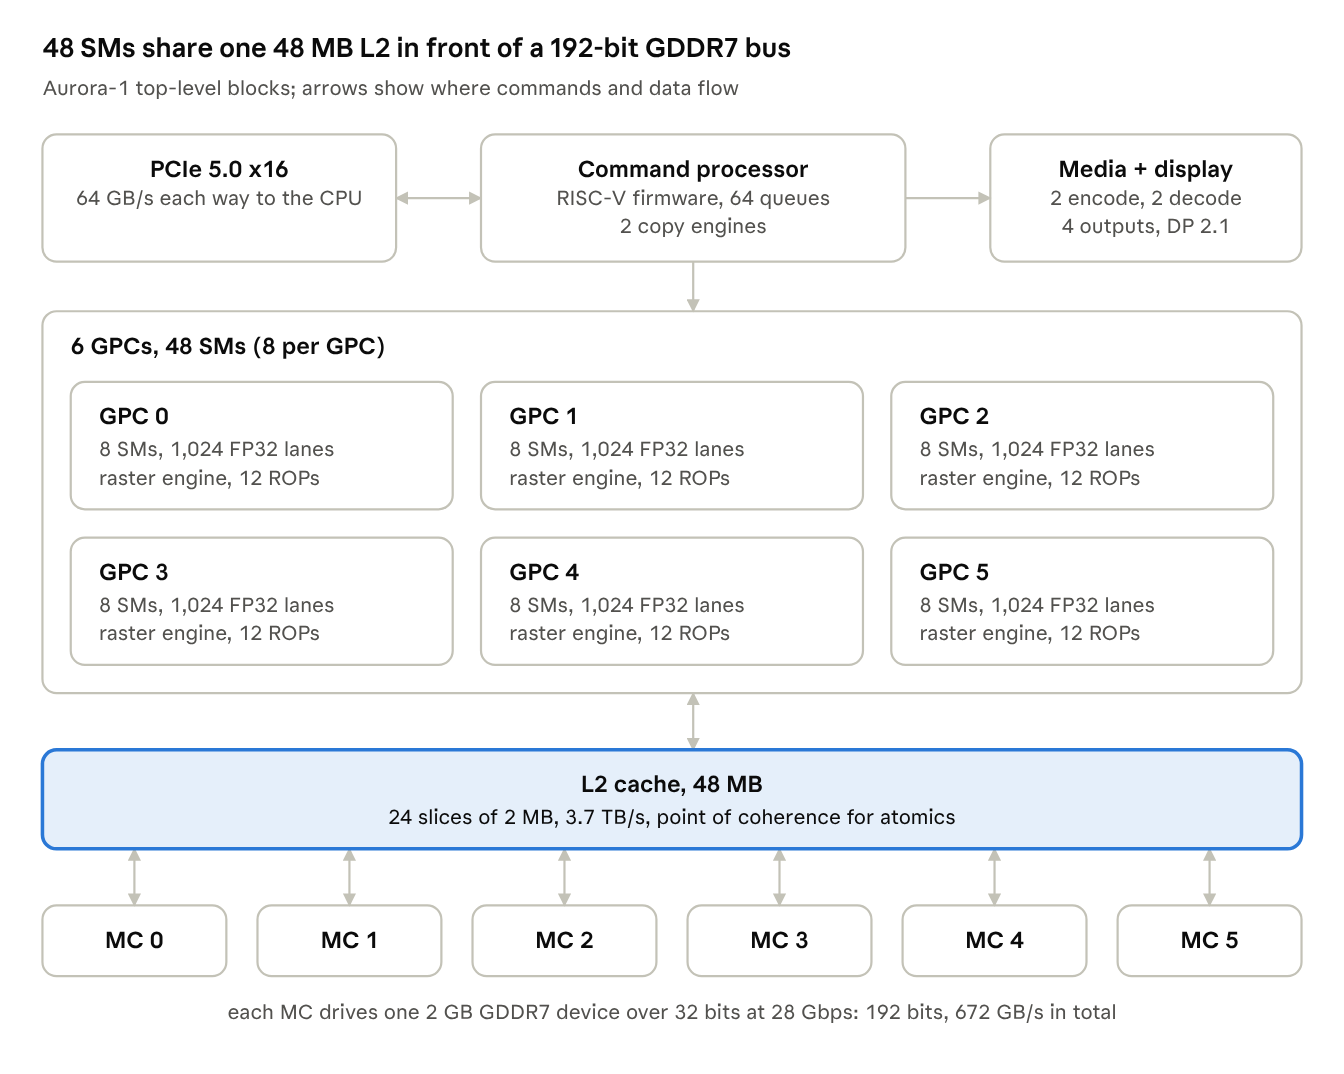 48 SMs share one 48 MB L2 in front of a 192-bit GDDR7 bus
Aurora-1 top-level blocks; arrows show where commands and data flow
PCIe 5.0 x16
64 GB/s each way to the CPU
Command processor
RISC-V firmware, 64 queues
2 copy engines
Media + display
2 encode, 2 decode
4 outputs, DP 2.1
6 GPCs, 48 SMs (8 per GPC)
GPC 0
8 SMs, 1,024 FP32 lanes
raster engine, 12 ROPs
GPC 1
8 SMs, 1,024 FP32 lanes
raster engine, 12 ROPs
GPC 2
8 SMs, 1,024 FP32 lanes
raster engine, 12 ROPs
GPC 3
8 SMs, 1,024 FP32 lanes
raster engine, 12 ROPs
GPC 4
8 SMs, 1,024 FP32 lanes
raster engine, 12 ROPs
GPC 5
8 SMs, 1,024 FP32 lanes
raster engine, 12 ROPs
L2 cache, 48 MB
24 slices of 2 MB, 3.7 TB/s, point of coherence for atomics
MC 0
MC 1
MC 2
MC 3
MC 4
MC 5
each MC drives one 2 GB GDDR7 device over 32 bits at 28 Gbps: 192 bits, 672 GB/s in total